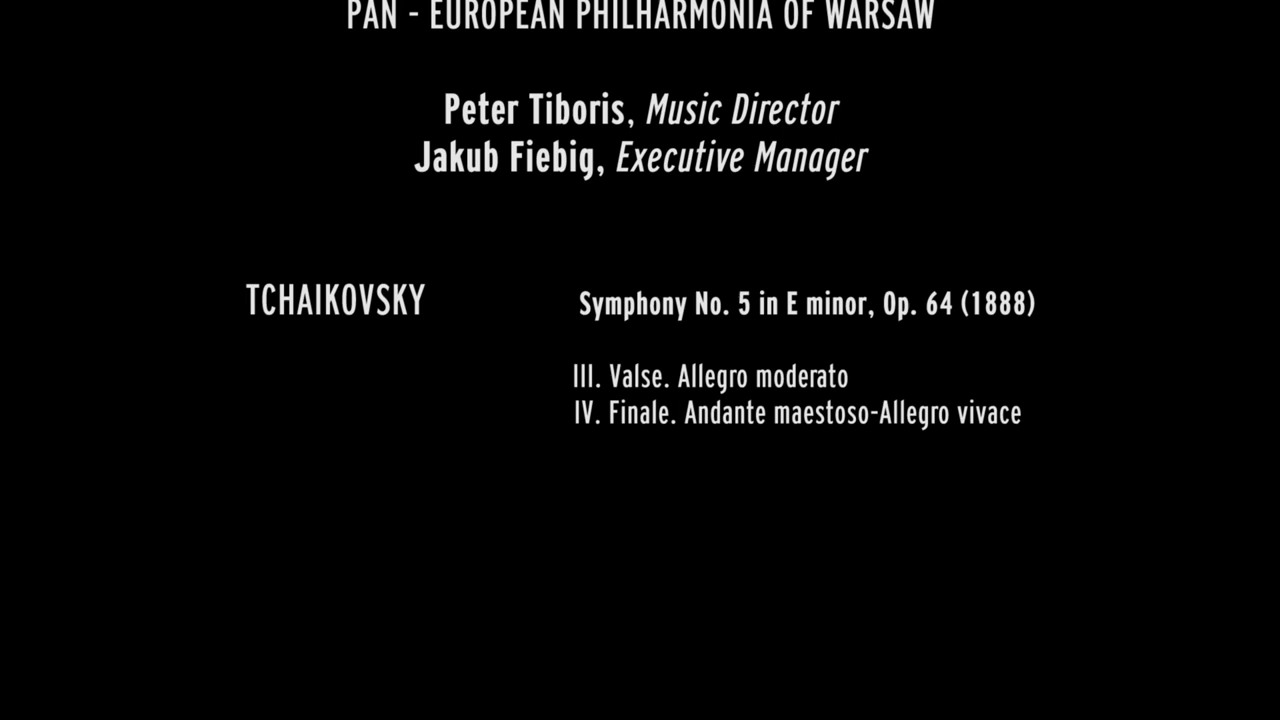 PAN - EUROPEAN PHILHARMONIA OF WARSAW
Peter Tiboris, Music Director
Jakub Fiebig, Executive Manager
TCHAIKOVSKY Symphony No. 5 in E minor, Op. 64 (1888)
III. Valse. Allegro moderato
IV. Finale. Andante maestoso-Allegro vivace